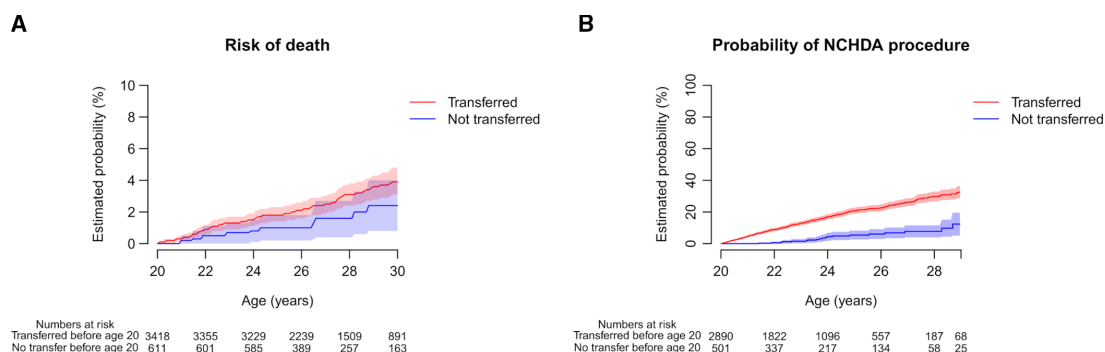 A
Risk of death
Estimated probability (%)
10
8
6
4
2
0
20 22 24 26 28 30
Age (years)
Transferred
Not transferred
Numbers at risk
Transferred before age 20 3418 3355 3229 2239 1509 891
No transfer before age 20 611 601 585 389 257 163
B
Probability of NCHDA procedure
Estimated probability (%)
100
80
60
40
20
0
20 22 24 26 28
Age (years)
Transferred
Not transferred
Numbers at risk
Transferred before age 20 2890 1822 1096 557 187 68
No transfer before age 20 501 337 217 134 58 25